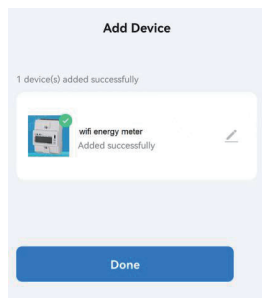 Add Device
1 device(s) added successfully
wifi energy meter
Added successfully
Done